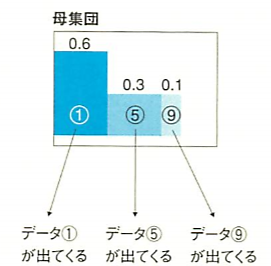 母集団
0.6
0.3 0.1
① ⑤ ⑨
データ① データ⑤ データ⑨
が出てくる が出てくる が出てくる